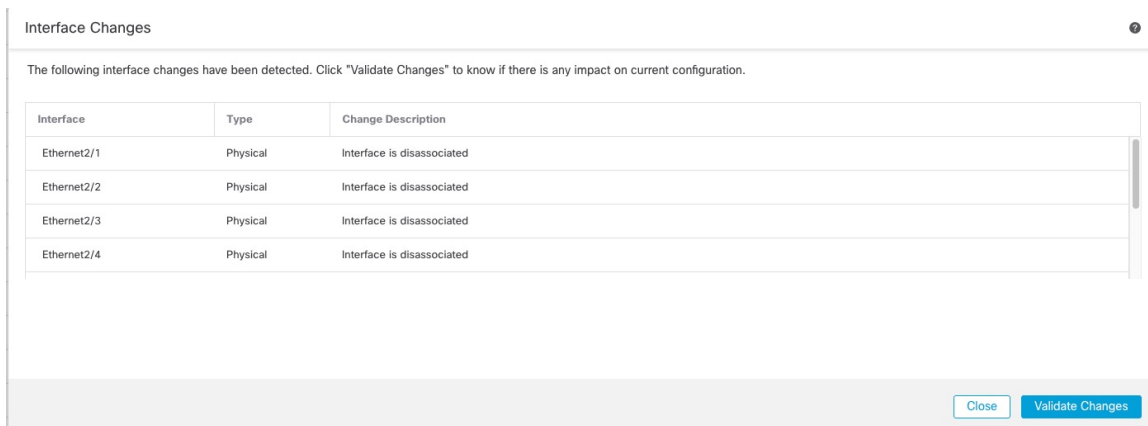 Interface Changes
?
The following interface changes have been detected. Click "Validate Changes" to know if there is any impact on current configuration.
Interface Type Change Description
Ethernet2/1 Physical Interface is disassociated
Ethernet2/2 Physical Interface is disassociated
Ethernet2/3 Physical Interface is disassociated
Ethernet2/4 Physical Interface is disassociated
Close Validate Changes